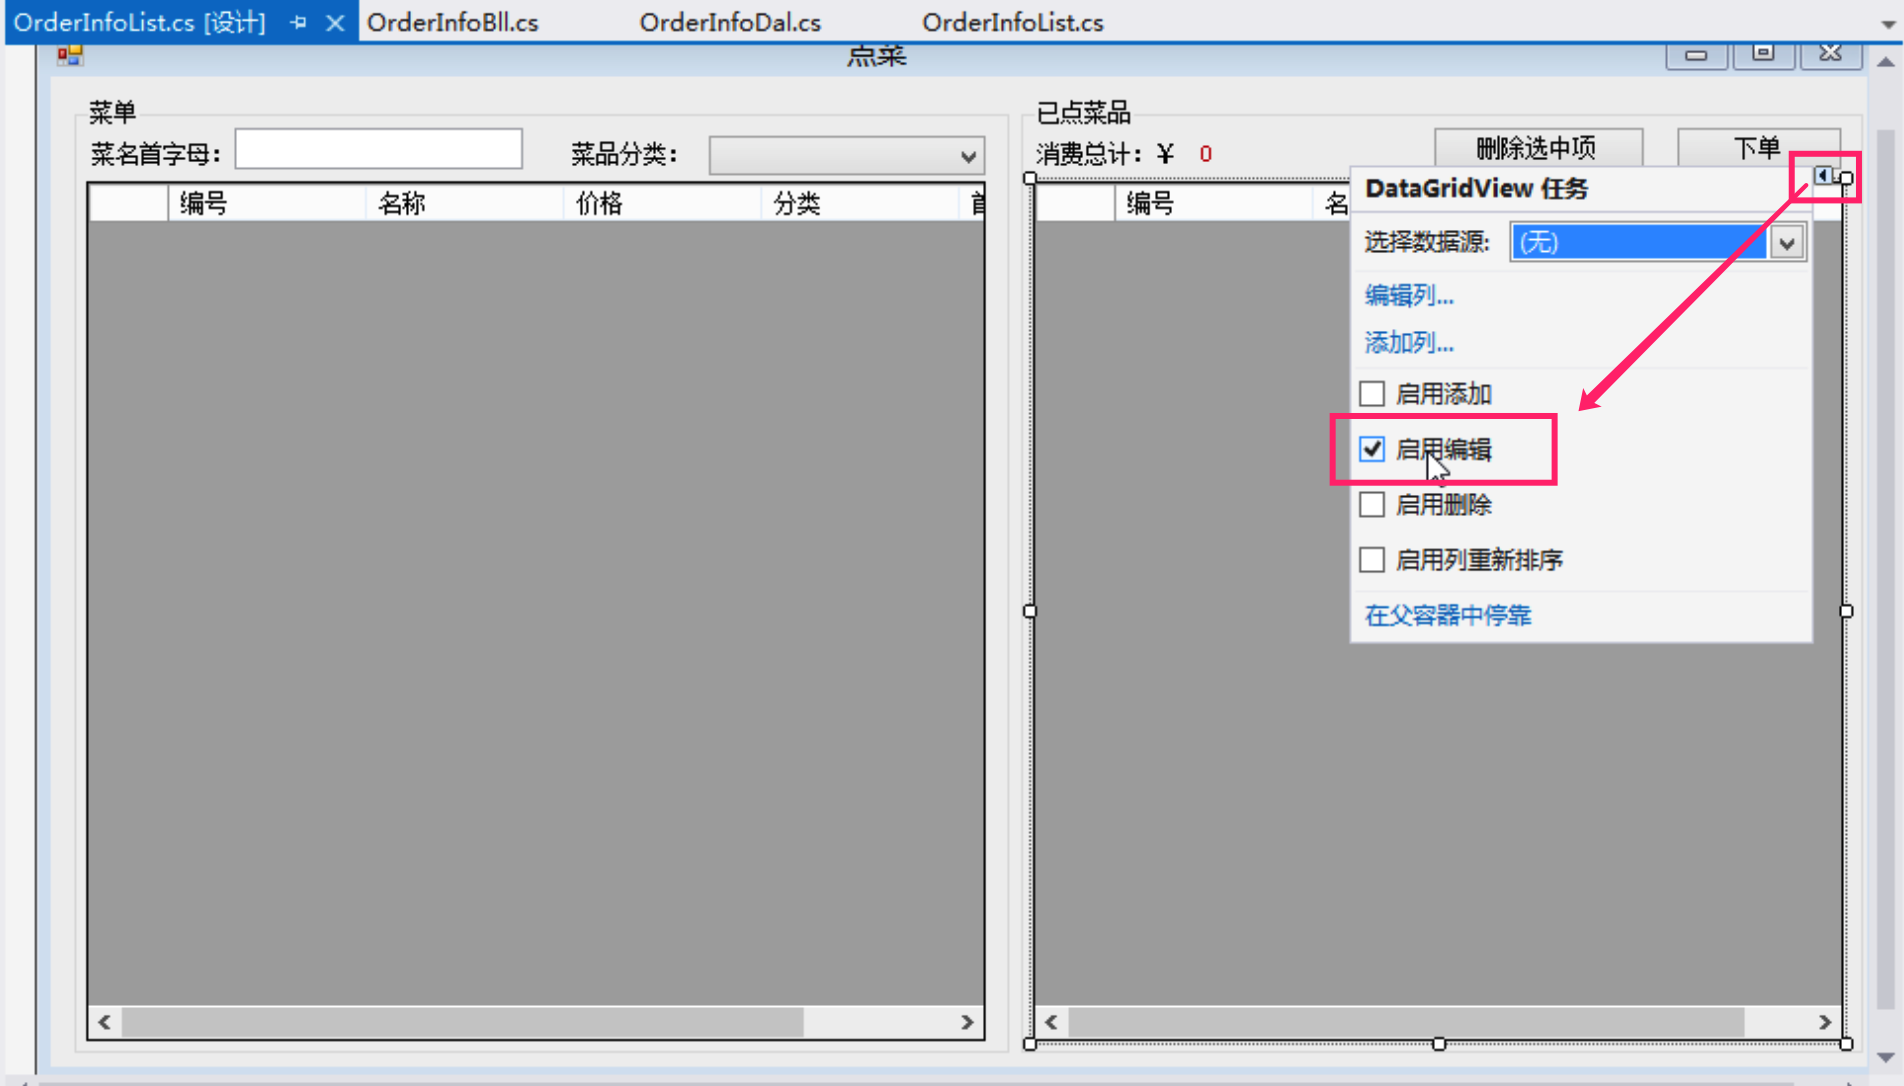 OrderInfoList.cs [设计] OrderInfoBll.cs OrderInfoDal.cs OrderInfoList.cs
点菜
菜单
菜名首字母： 菜品分类：
编号 名称 价格 分类
已点菜品
消费总计：￥ 0 删除选中项 下单
编号
DataGridView 任务
选择数据源: (无)
编辑列...
添加列...
启用添加
启用编辑
启用删除
启用列重新排序
在父容器中停靠